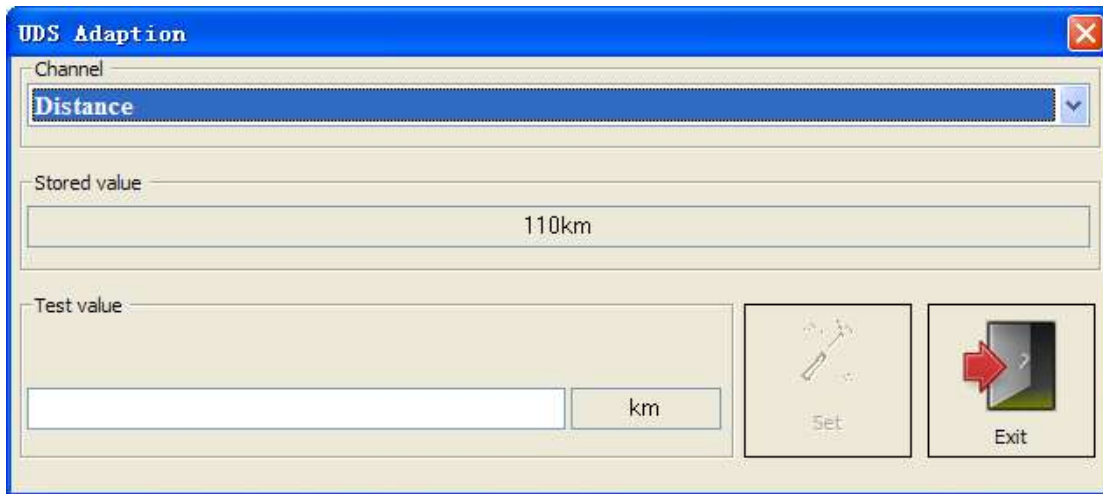 UDS Adaption
Channel
Distance
Stored value
110km
Test value
km
Set
Exit